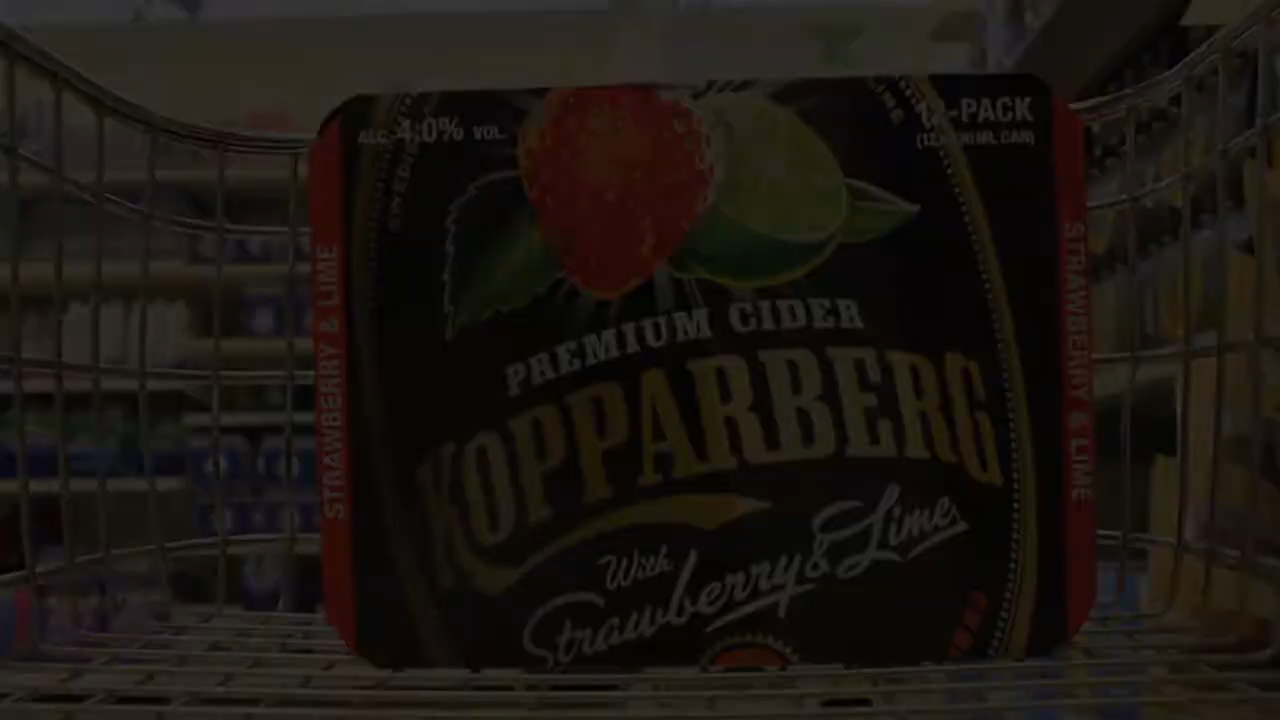 ALC. 4.0% VOL.
12-PACK
STRAWBERRY & LIME
PREMIUM CIDER
KOPPARBERG
With
Strawberry & Lime
STRAWBERRY & LIME